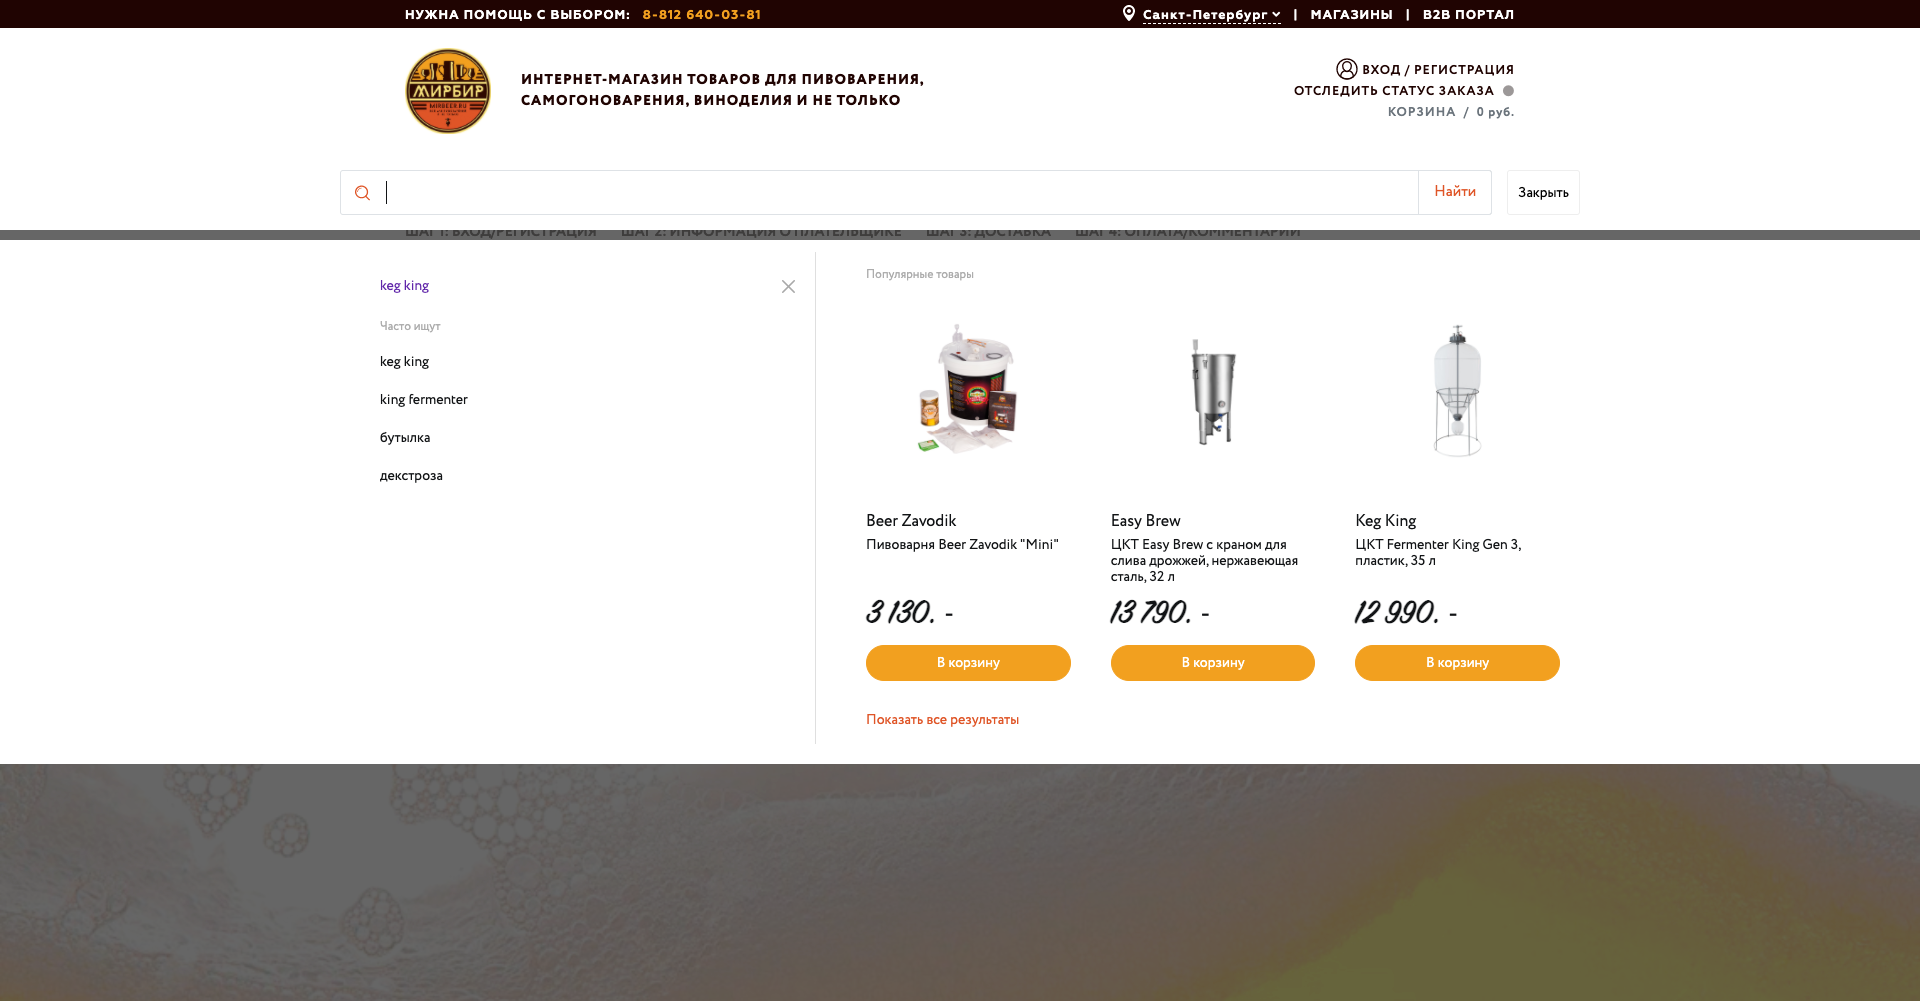 НУЖНА ПОМОЩЬ С ВЫБОРОМ: 8-812 640-03-81
Санкт-Петербург | МАГАЗИНЫ | B2B ПОРТАЛ
МИРБИР
MIRBEER.RU
ИНТЕРНЕТ-МАГАЗИН ТОВАРОВ ДЛЯ ПИВОВАРЕНИЯ,
САМОГОНОВАРЕНИЯ, ВИНОДЕЛИЯ И НЕ ТОЛЬКО
ВХОД / РЕГИСТРАЦИЯ
ОТСЛЕДИТЬ СТАТУС ЗАКАЗА
КОРЗИНА / 0 руб.
Найти
Закрыть
ШАГ 1: ВХОД/РЕГИСТРАЦИЯ ШАГ 2: ИНФОРМАЦИЯ О ПЛАТЕЛЬЩИКЕ ШАГ 3: ДОСТАВКА ШАГ 4: ОПЛАТА/КОММЕНТАРИИ
keg king
Часто ищут
keg king
king fermenter
бутылка
декстроза
Популярные товары
Beer Zavodik
Пивоварня Beer Zavodik "Mini"
3 130. -
В корзину
Easy Brew
ЦКТ Easy Brew с краном для
слива дрожжей, нержавеющая
сталь, 32 л
13 790. -
В корзину
Keg King
ЦКТ Fermenter King Gen 3,
пластик, 35 л
12 990. -
В корзину
Показать все результаты